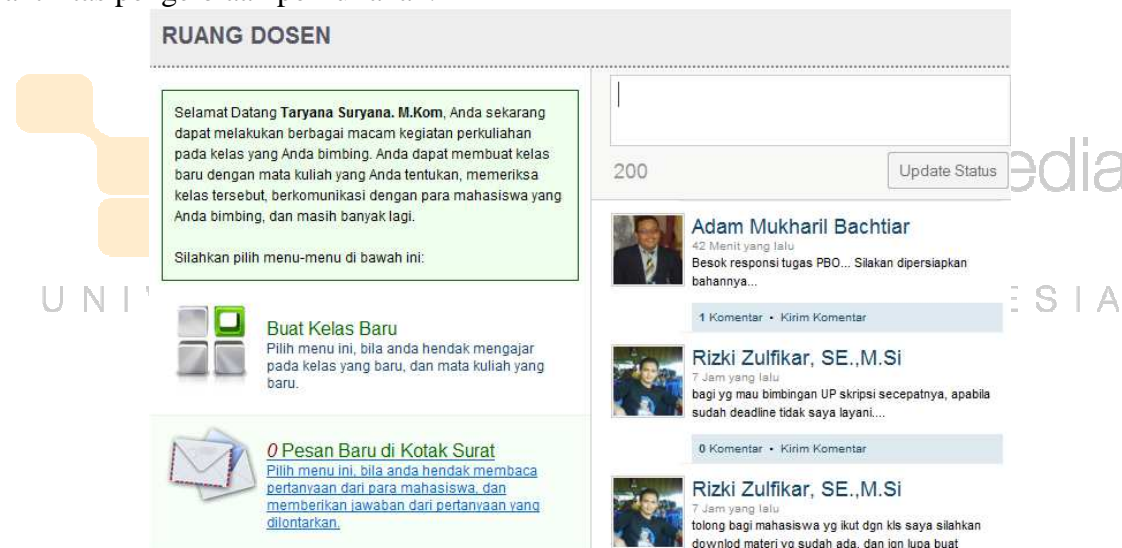 RUANG DOSEN
Selamat Datang Taryana Suryana. M.Kom, Anda sekarang
dapat melakukan berbagai macam kegiatan perkuliahan
pada kelas yang Anda bimbing. Anda dapat membuat kelas
baru dengan mata kuliah yang Anda tentukan, memeriksa
kelas tersebut, berkomunikasi dengan para mahasiswa yang
Anda bimbing, dan masih banyak lagi.
Silahkan pilih menu-menu di bawah ini:
Buat Kelas Baru
Pilih menu ini, bila anda hendak mengajar
pada kelas yang baru, dan mata kuliah yang
baru.
0 Pesan Baru di Kotak Surat
Pilih menu ini, bila anda hendak membaca
pertanyaan dari para mahasiswa, dan
memberikan jawaban dari pertanyaan yang
dilontarkan.
200
Update Status
Adam Mukharil Bachtiar
42 Menit yang lalu
Besok responsi tugas PBO... Silakan dipersiapkan
bahannya...
1 Komentar • Kirim Komentar
Rizki Zulfikar, SE.,M.Si
7 Jam yang lalu
bagi yg mau bimbingan UP skripsi secepatnya, apabila
sudah deadline tidak saya layani....
0 Komentar • Kirim Komentar
Rizki Zulfikar, SE.,M.Si
7 Jam yang lalu
tolong bagi mahasiswa yg ikut dgn kls saya silahkan
downlod materi yg sudah ada, dan jgn lupa buat
edia
UNI
ESIA